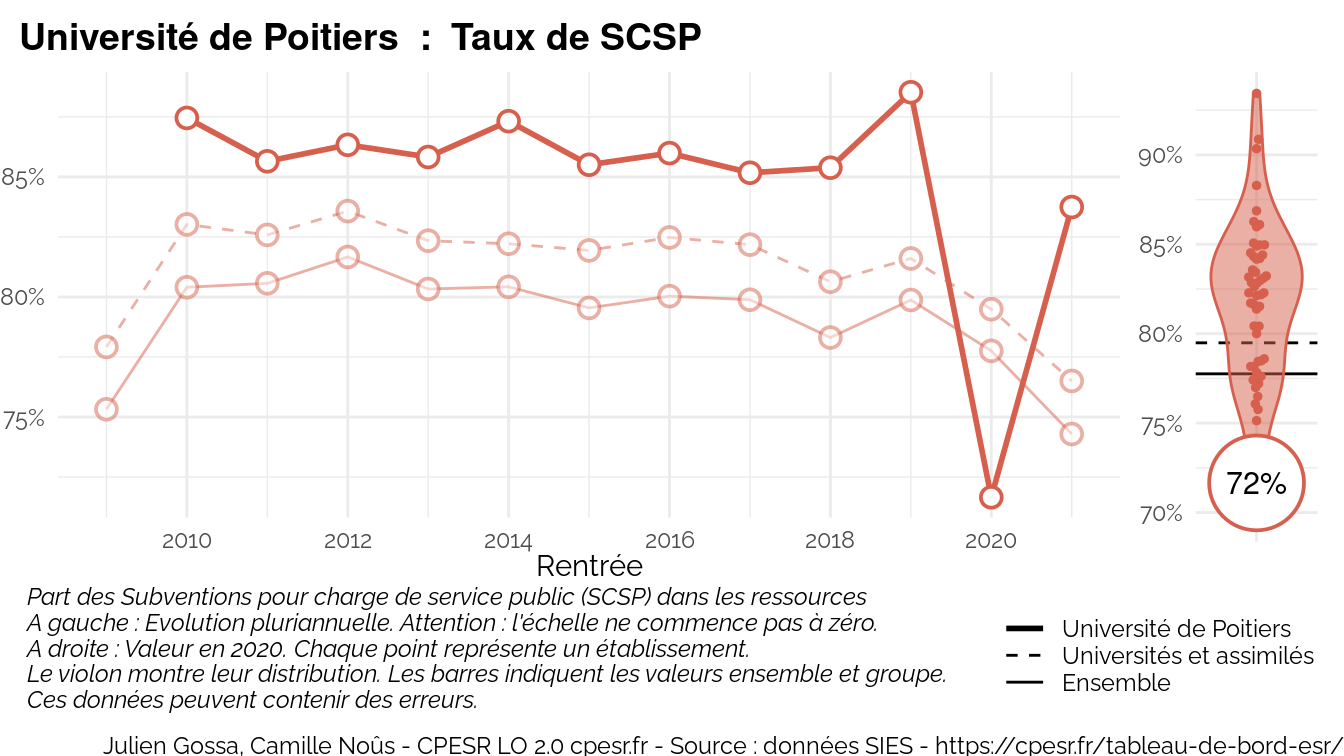 Université de Poitiers : Taux de SCSP
85%
80%
75%
2010 2012 2014 2016 2018 2020
Rentrée
90%
85%
80%
75%
70%
72%
Part des Subventions pour charge de service public (SCSP) dans les ressources
A gauche : Evolution pluriannuelle. Attention : l'échelle ne commence pas à zéro.
A droite : Valeur en 2020. Chaque point représente un établissement.
Le violon montre leur distribution. Les barres indiquent les valeurs ensemble et groupe.
Ces données peuvent contenir des erreurs.
Université de Poitiers
Universités et assimilés
Ensemble
Julien Gossa, Camille Noûs - CPESR LO 2.0 cpesr.fr - Source : données SIES - https://cpesr.fr/tableau-de-bord-esr/